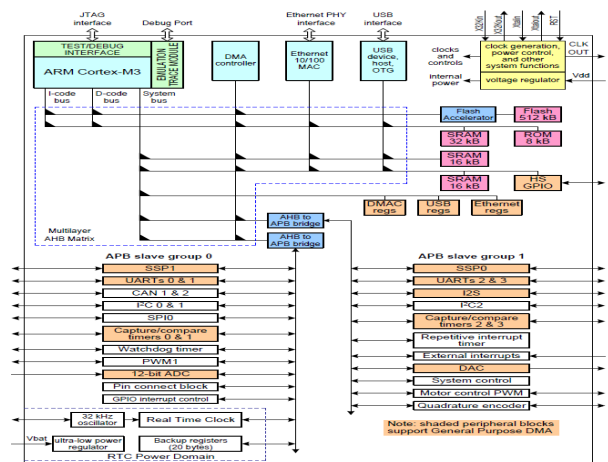 JTAG
interface
Debug Port
Ethernet PHY
interface
USB
interface
X32Kin
X32Kout
Xtalin
Xtalout
RST
TEST/DEBUG
INTERFACE
ARM Cortex-M3
EMULATION
TRACE MODULE
DMA
controller
Ethernet
10/100
MAC
USB
device,
host,
OTG
clocks
and
controls
internal
power
clock generation,
power control,
and other
system functions
voltage regulator
CLK
OUT
Vdd
I-code
bus
D-code
bus
System
bus
Flash
Accelerator
Flash
512 kB
SRAM
32 kB
ROM
8 kB
SRAM
16 kB
SRAM
16 kB
HS
GPIO
DMAC
regs
USB
regs
Ethernet
regs
Multilayer
AHB Matrix
AHB to
APB bridge
AHB to
APB bridge
APB slave group 0
SSP1
UARTs 0 & 1
CAN 1 & 2
I²C 0 & 1
SPI0
Capture/compare
timers 0 & 1
Watchdog timer
PWM1
12-bit ADC
Pin connect block
GPIO interrupt control
32 kHz
oscillator
Real Time Clock
Vbat
ultra-low power
regulator
Backup registers
(20 bytes)
RTC Power Domain
APB slave group 1
SSP0
UARTs 2 & 3
I2S
I²C2
Capture/compare
timers 2 & 3
Repetitive interrupt
timer
External interrupts
DAC
System control
Motor control PWM
Quadrature encoder
Note: shaded peripheral blocks
support General Purpose DMA